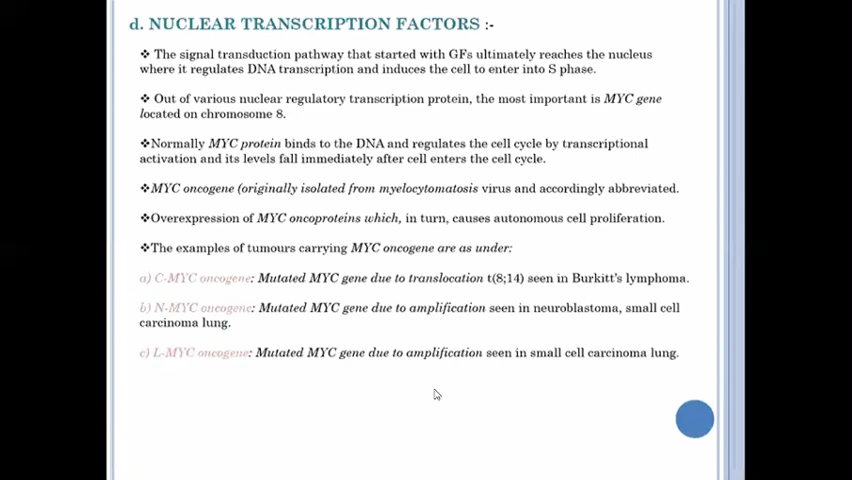 d. NUCLEAR TRANSCRIPTION FACTORS :-
❖ The signal transduction pathway that started with GFs ultimately reaches the nucleus
where it regulates DNA transcription and induces the cell to enter into S phase.
❖ Out of various nuclear regulatory transcription protein, the most important is MYC gene
located on chromosome 8.
❖Normally MYC protein binds to the DNA and regulates the cell cycle by transcriptional
activation and its levels fall immediately after cell enters the cell cycle.
❖MYC oncogene (originally isolated from myelocytomatosis virus and accordingly abbreviated.
❖Overexpression of MYC oncoproteins which, in turn, causes autonomous cell proliferation.
❖The examples of tumours carrying MYC oncogene are as under:
a) C-MYC oncogene: Mutated MYC gene due to translocation t(8;14) seen in Burkitt's lymphoma.
b) N-MYC oncogene: Mutated MYC gene due to amplification seen in neuroblastoma, small cell
carcinoma lung.
c) L-MYC oncogene: Mutated MYC gene due to amplification seen in small cell carcinoma lung.